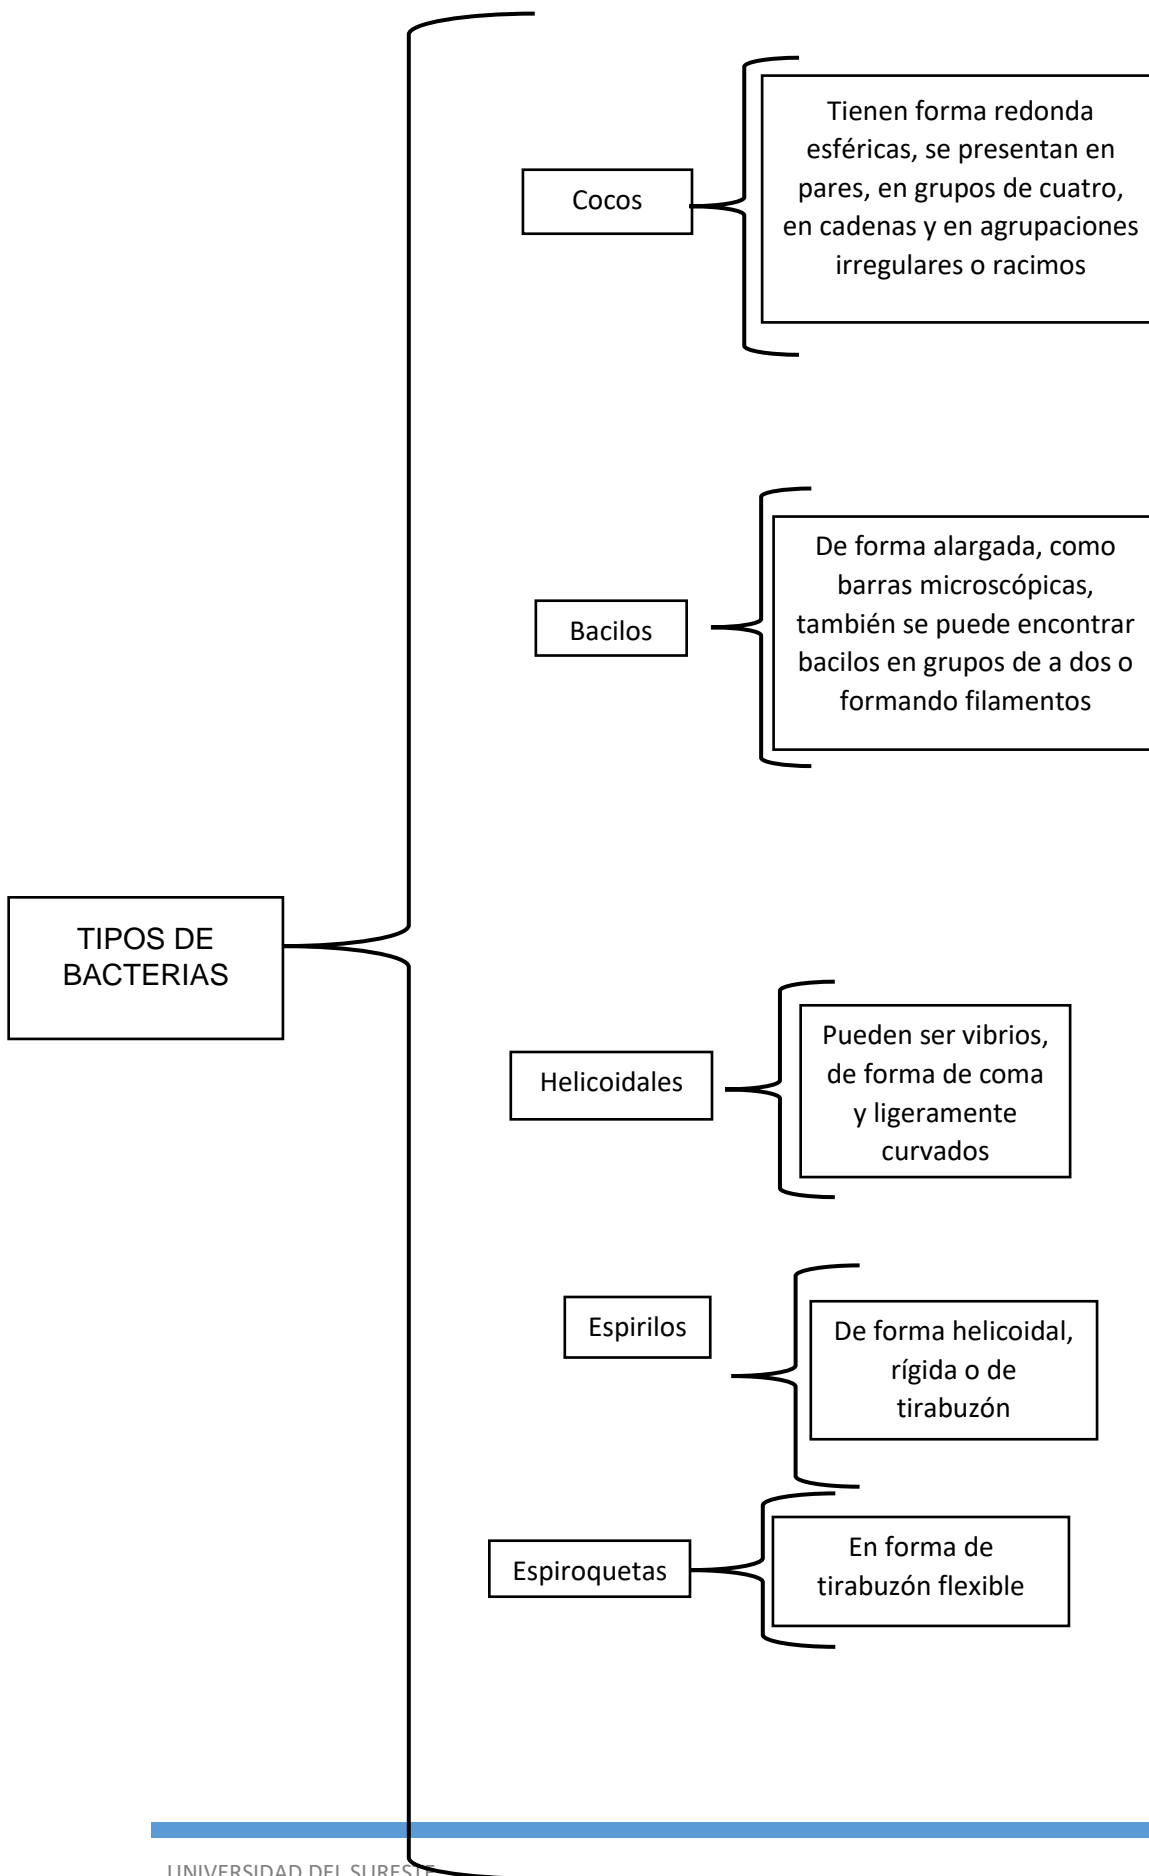 Cocos
Tienen forma redonda
esféricas, se presentan en
pares, en grupos de cuatro,
en cadenas y en agrupaciones
irregulares o racimos
Bacilos
De forma alargada, como
barras microscópicas,
también se puede encontrar
bacilos en grupos de a dos o
formando filamentos
TIPOS DE
BACTERIAS
Helicoidales
Pueden ser vibrios,
de forma de coma
y ligeramente
curvados
Espirilos
De forma helicoidal,
rígida o de
tirabuzón
Espiroquetas
En forma de
tirabuzón flexible
UNIVERSIDAD DEL SURESTE